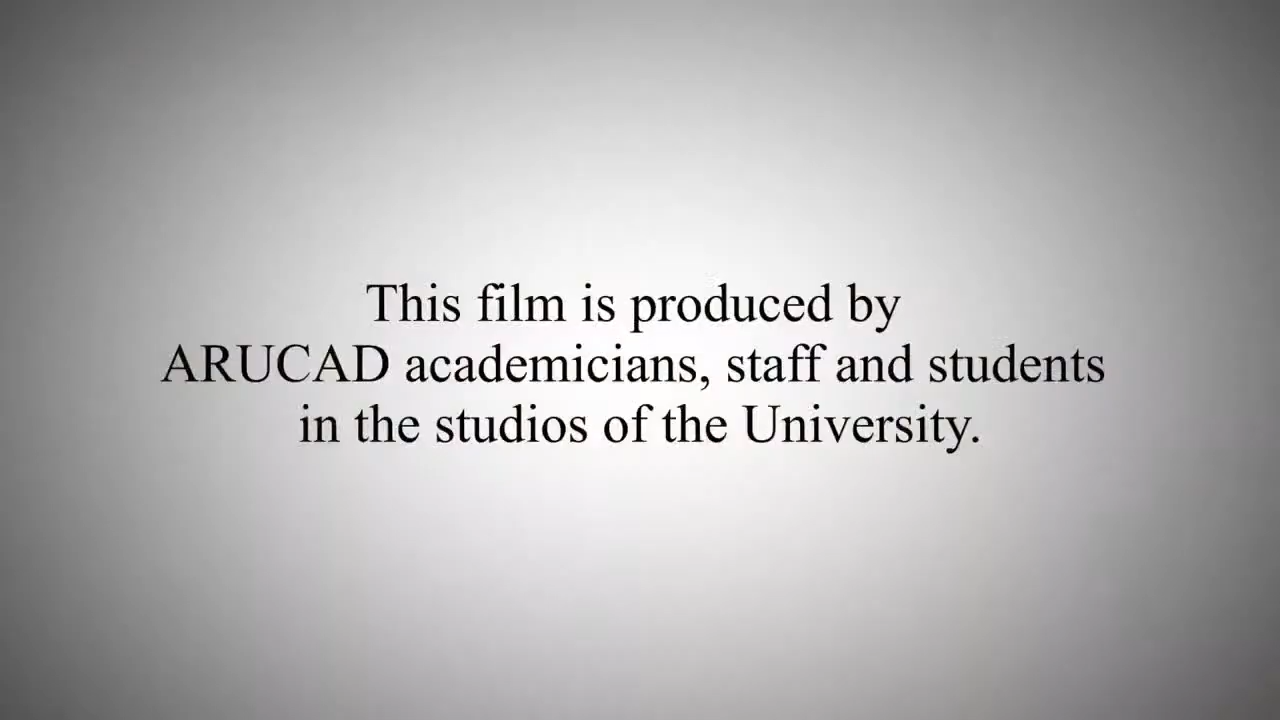 This film is produced by
ARUCAD academicians, staff and students
in the studios of the University.